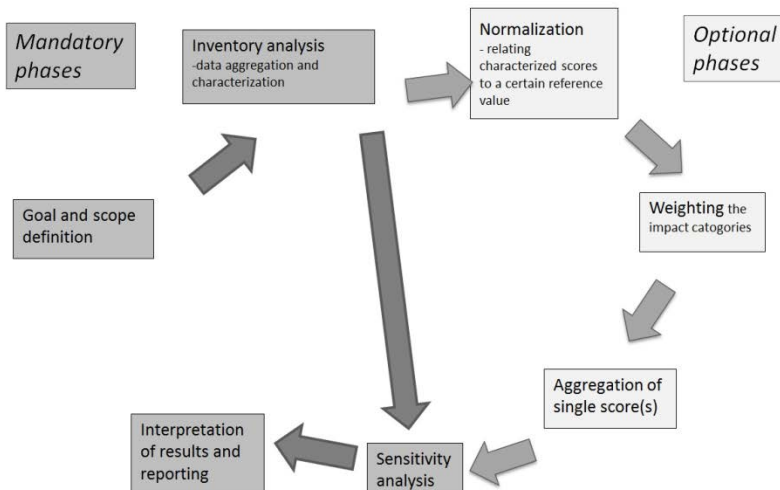 Mandatory
phases
Inventory analysis
-data aggregation and
characterization
Normalization
- relating
characterized scores
to a certain reference
value
Optional
phases
Goal and scope
definition
Weighting the
impact catogories
Aggregation of
single score(s)
Interpretation
of results and
reporting
Sensitivity
analysis